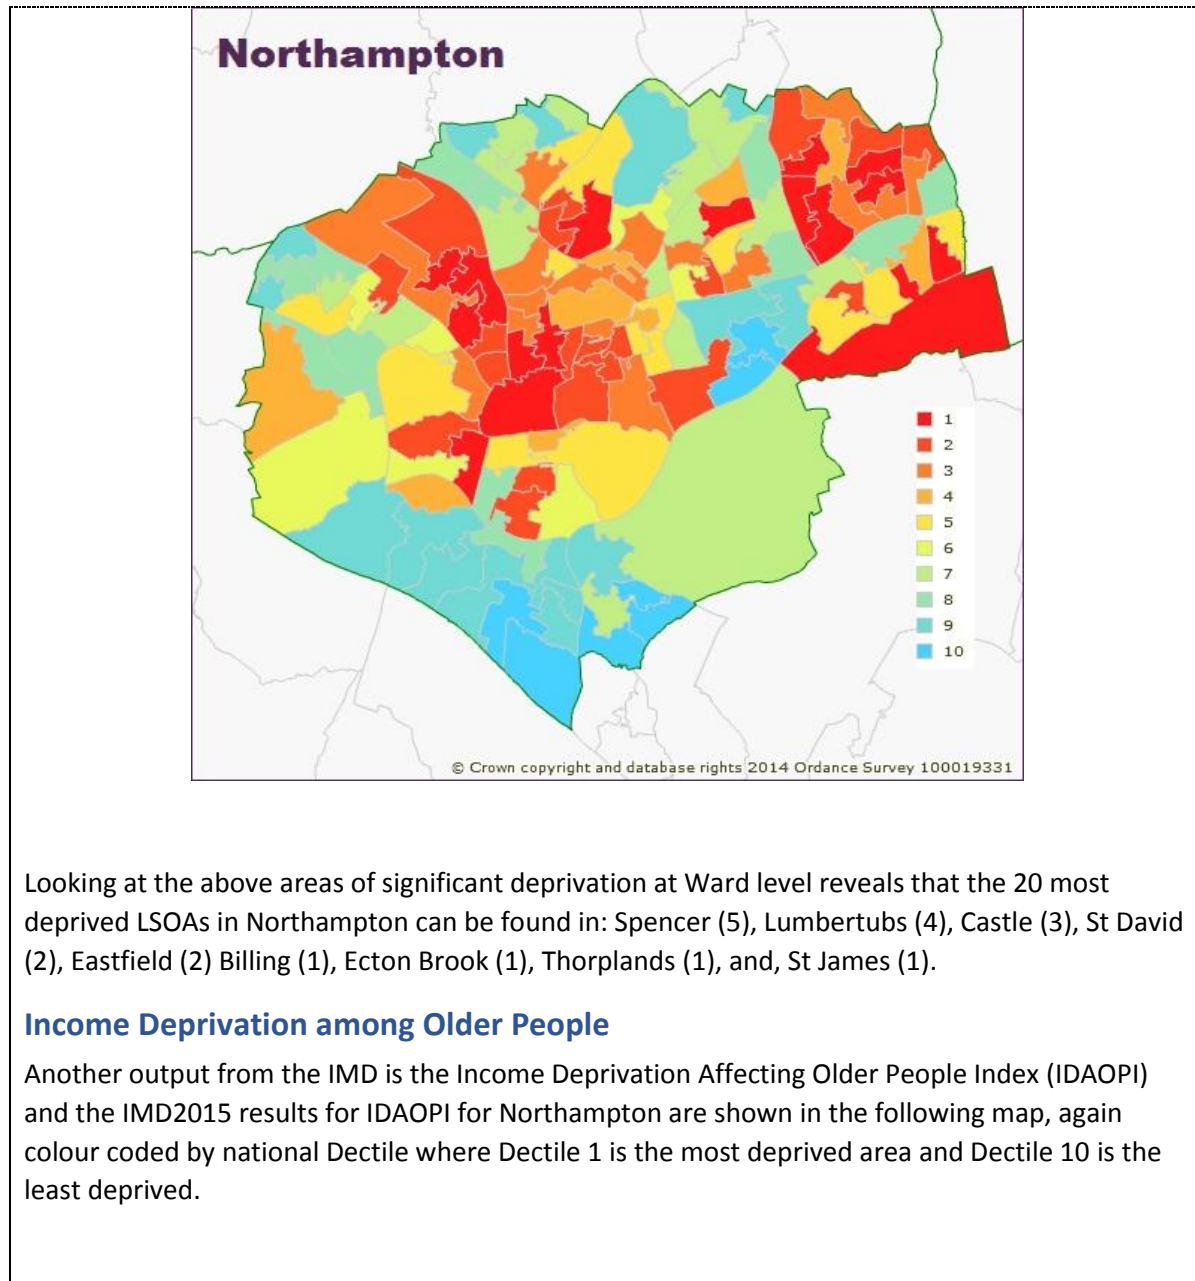 Northampton
1
2
3
4
5
6
7
8
9
10
© Crown copyright and database rights 2014 Ordance Survey 100019331
Looking at the above areas of significant deprivation at Ward level reveals that the 20 most
deprived LSOAs in Northampton can be found in: Spencer (5), Lumbertubs (4), Castle (3), St David
(2), Eastfield (2) Billing (1), Ecton Brook (1), Thorplands (1), and, St James (1).
Income Deprivation among Older People
Another output from the IMD is the Income Deprivation Affecting Older People Index (IDAOPI)
and the IMD2015 results for IDAOPI for Northampton are shown in the following map, again
colour coded by national Dectile where Dectile 1 is the most deprived area and Dectile 10 is the
least deprived.